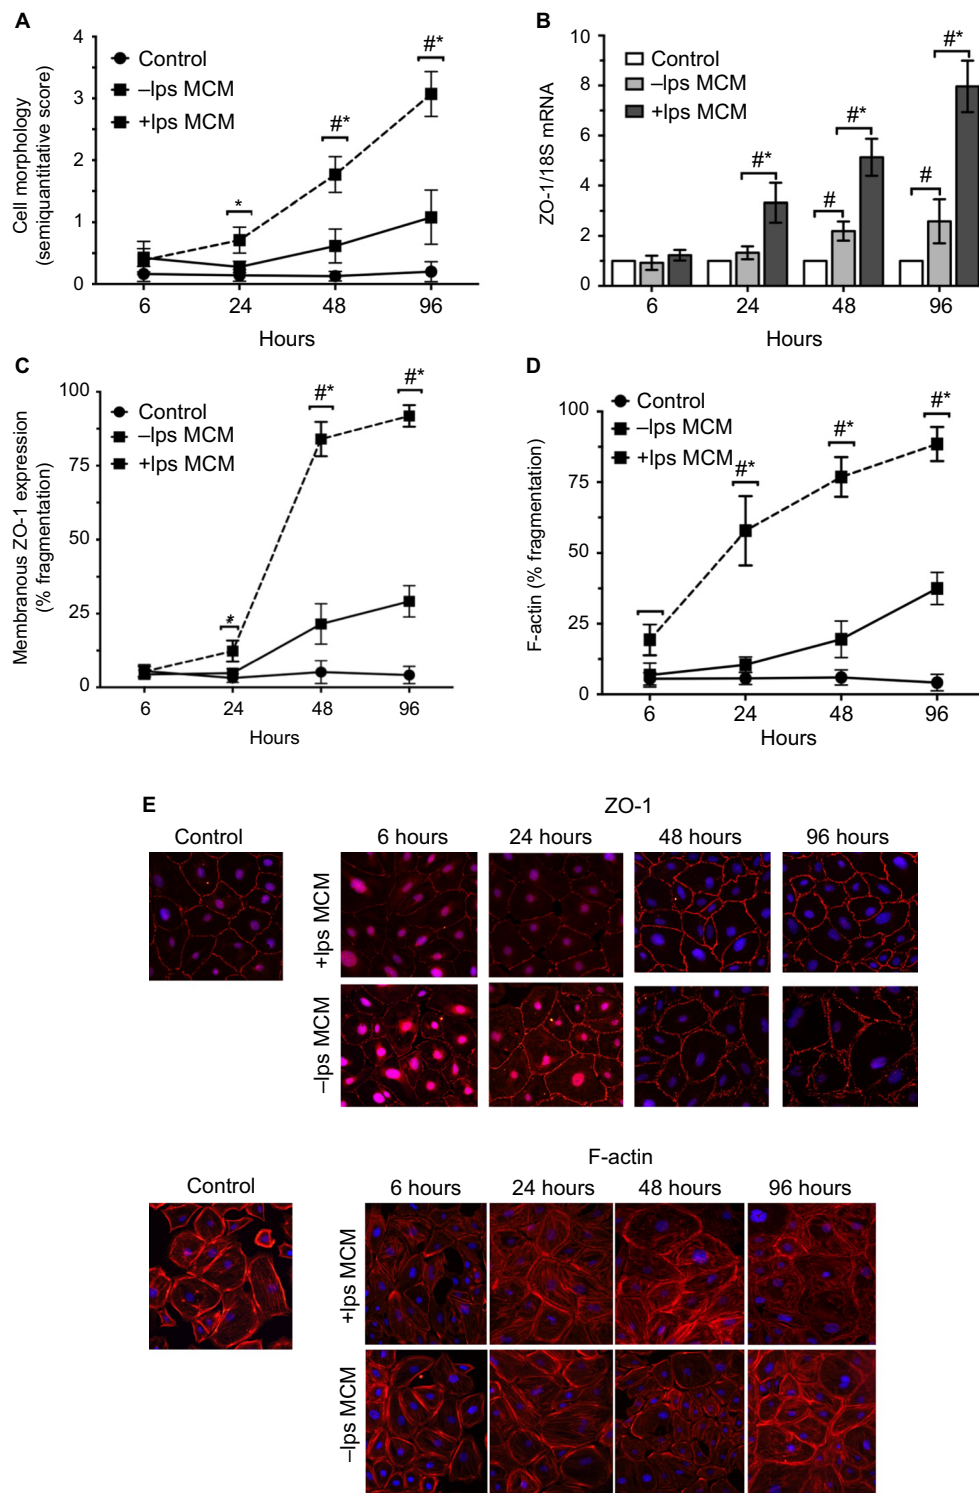 A
Cell morphology
(semiquantitative score)
4
3
2
1
0
Control
–lps MCM
+lps MCM
*
#*
#*
6 24 48 96
Hours
B
ZO-1/18S mRNA
10
8
6
4
2
0
Control
–lps MCM
+lps MCM
#*
#
#*
#
#*
6 24 48 96
Hours
C
Membranous ZO-1 expression
(% fragmentation)
100
75
50
25
0
Control
–lps MCM
+lps MCM
*
#*
#*
6 24 48 96
Hours
D
F-actin (% fragmentation)
100
75
50
25
0
Control
–lps MCM
+lps MCM
#*
#*
#*
6 24 48 96
Hours
E
ZO-1
Control 6 hours 24 hours 48 hours 96 hours
+lps MCM
–lps MCM
F-actin
Control 6 hours 24 hours 48 hours 96 hours
+lps MCM
–lps MCM